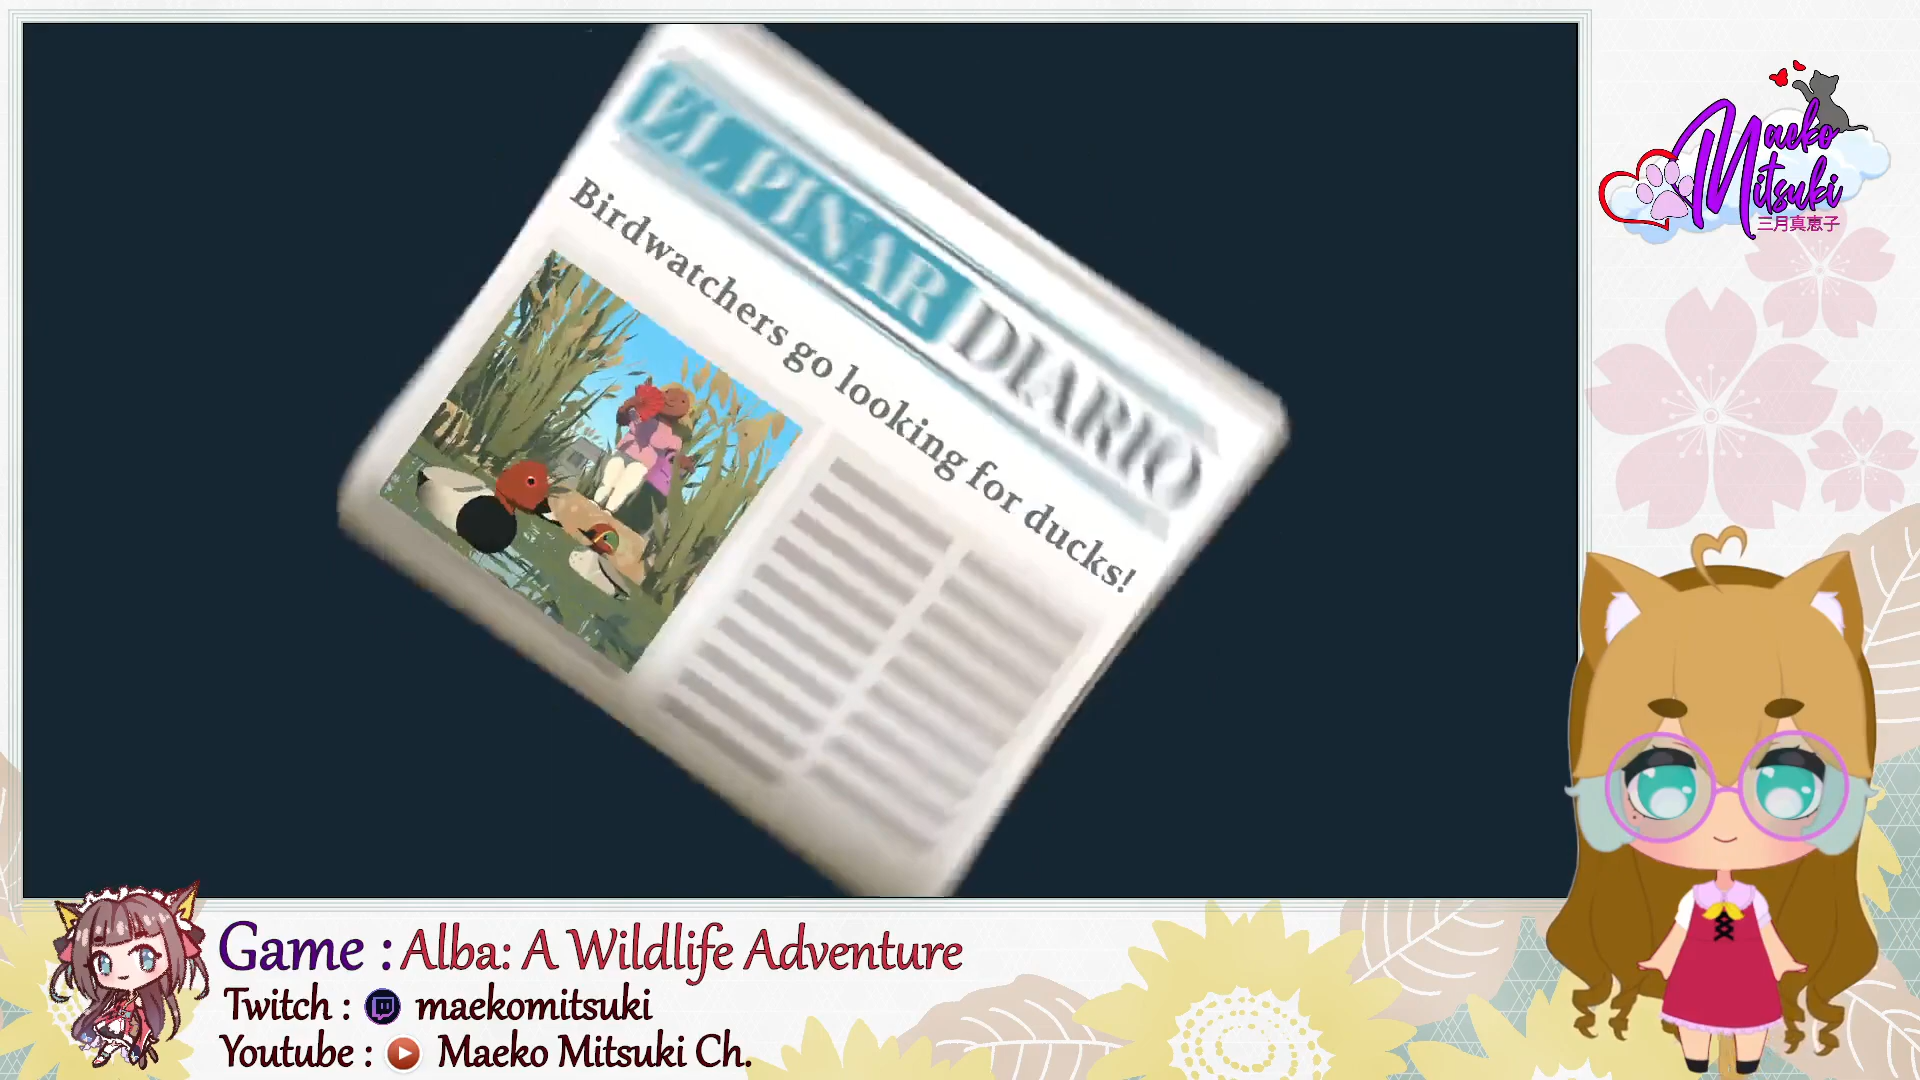 EL PINAR DIARIO
Birdwatchers go looking for ducks!
Maeko
Mitsuki
三月真恵子
Game : Alba: A Wildlife Adventure
Twitch : maekomitsuki
Youtube : Maeko Mitsuki Ch.